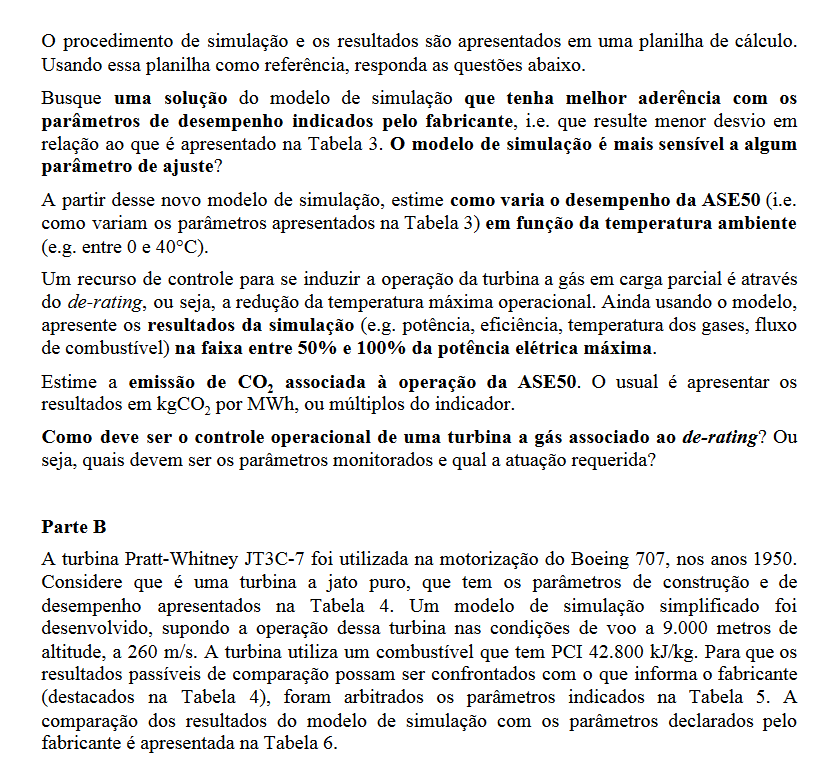 O procedimento de simulação e os resultados são apresentados em uma planilha de cálculo.
Usando essa planilha como referência, responda as questões abaixo.
Busque uma solução do modelo de simulação que tenha melhor aderência com os
parâmetros de desempenho indicados pelo fabricante, i.e. que resulte menor desvio em
relação ao que é apresentado na Tabela 3. O modelo de simulação é mais sensível a algum
parâmetro de ajuste?
A partir desse novo modelo de simulação, estime como varia o desempenho da ASE50 (i.e.
como variam os parâmetros apresentados na Tabela 3) em função da temperatura ambiente
(e.g. entre 0 e 40°C).
Um recurso de controle para se induzir a operação da turbina a gás em carga parcial é através
do de-rating, ou seja, a redução da temperatura máxima operacional. Ainda usando o modelo,
apresente os resultados da simulação (e.g. potência, eficiência, temperatura dos gases, fluxo
de combustível) na faixa entre 50% e 100% da potência elétrica máxima.
Estime a emissão de CO₂ associada à operação da ASE50. O usual é apresentar os
resultados em kgCO₂ por MWh, ou múltiplos do indicador.
Como deve ser o controle operacional de uma turbina a gás associado ao de-rating? Ou
seja, quais devem ser os parâmetros monitorados e qual a atuação requerida?
Parte B
A turbina Pratt-Whitney JT3C-7 foi utilizada na motorização do Boeing 707, nos anos 1950.
Considere que é uma turbina a jato puro, que tem os parâmetros de construção e de
desempenho apresentados na Tabela 4. Um modelo de simulação simplificado foi
desenvolvido, supondo a operação dessa turbina nas condições de voo a 9.000 metros de
altitude, a 260 m/s. A turbina utiliza um combustível que tem PCI 42.800 kJ/kg. Para que os
resultados passíveis de comparação possam ser confrontados com o que informa o fabricante
(destacados na Tabela 4), foram arbitrados os parâmetros indicados na Tabela 5. A
comparação dos resultados do modelo de simulação com os parâmetros declarados pelo
fabricante é apresentada na Tabela 6.